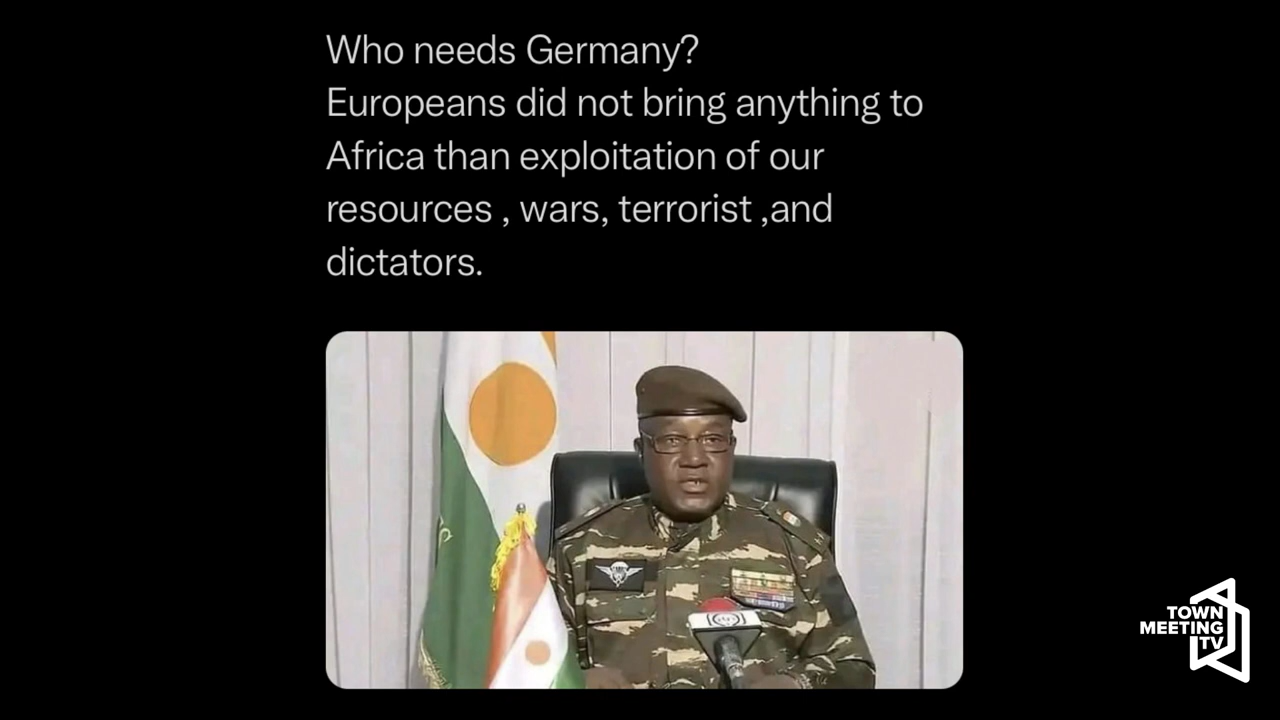 Who needs Germany?
Europeans did not bring anything to
Africa than exploitation of our
resources , wars, terrorist ,and
dictators.
TOWN
MEETING
TV